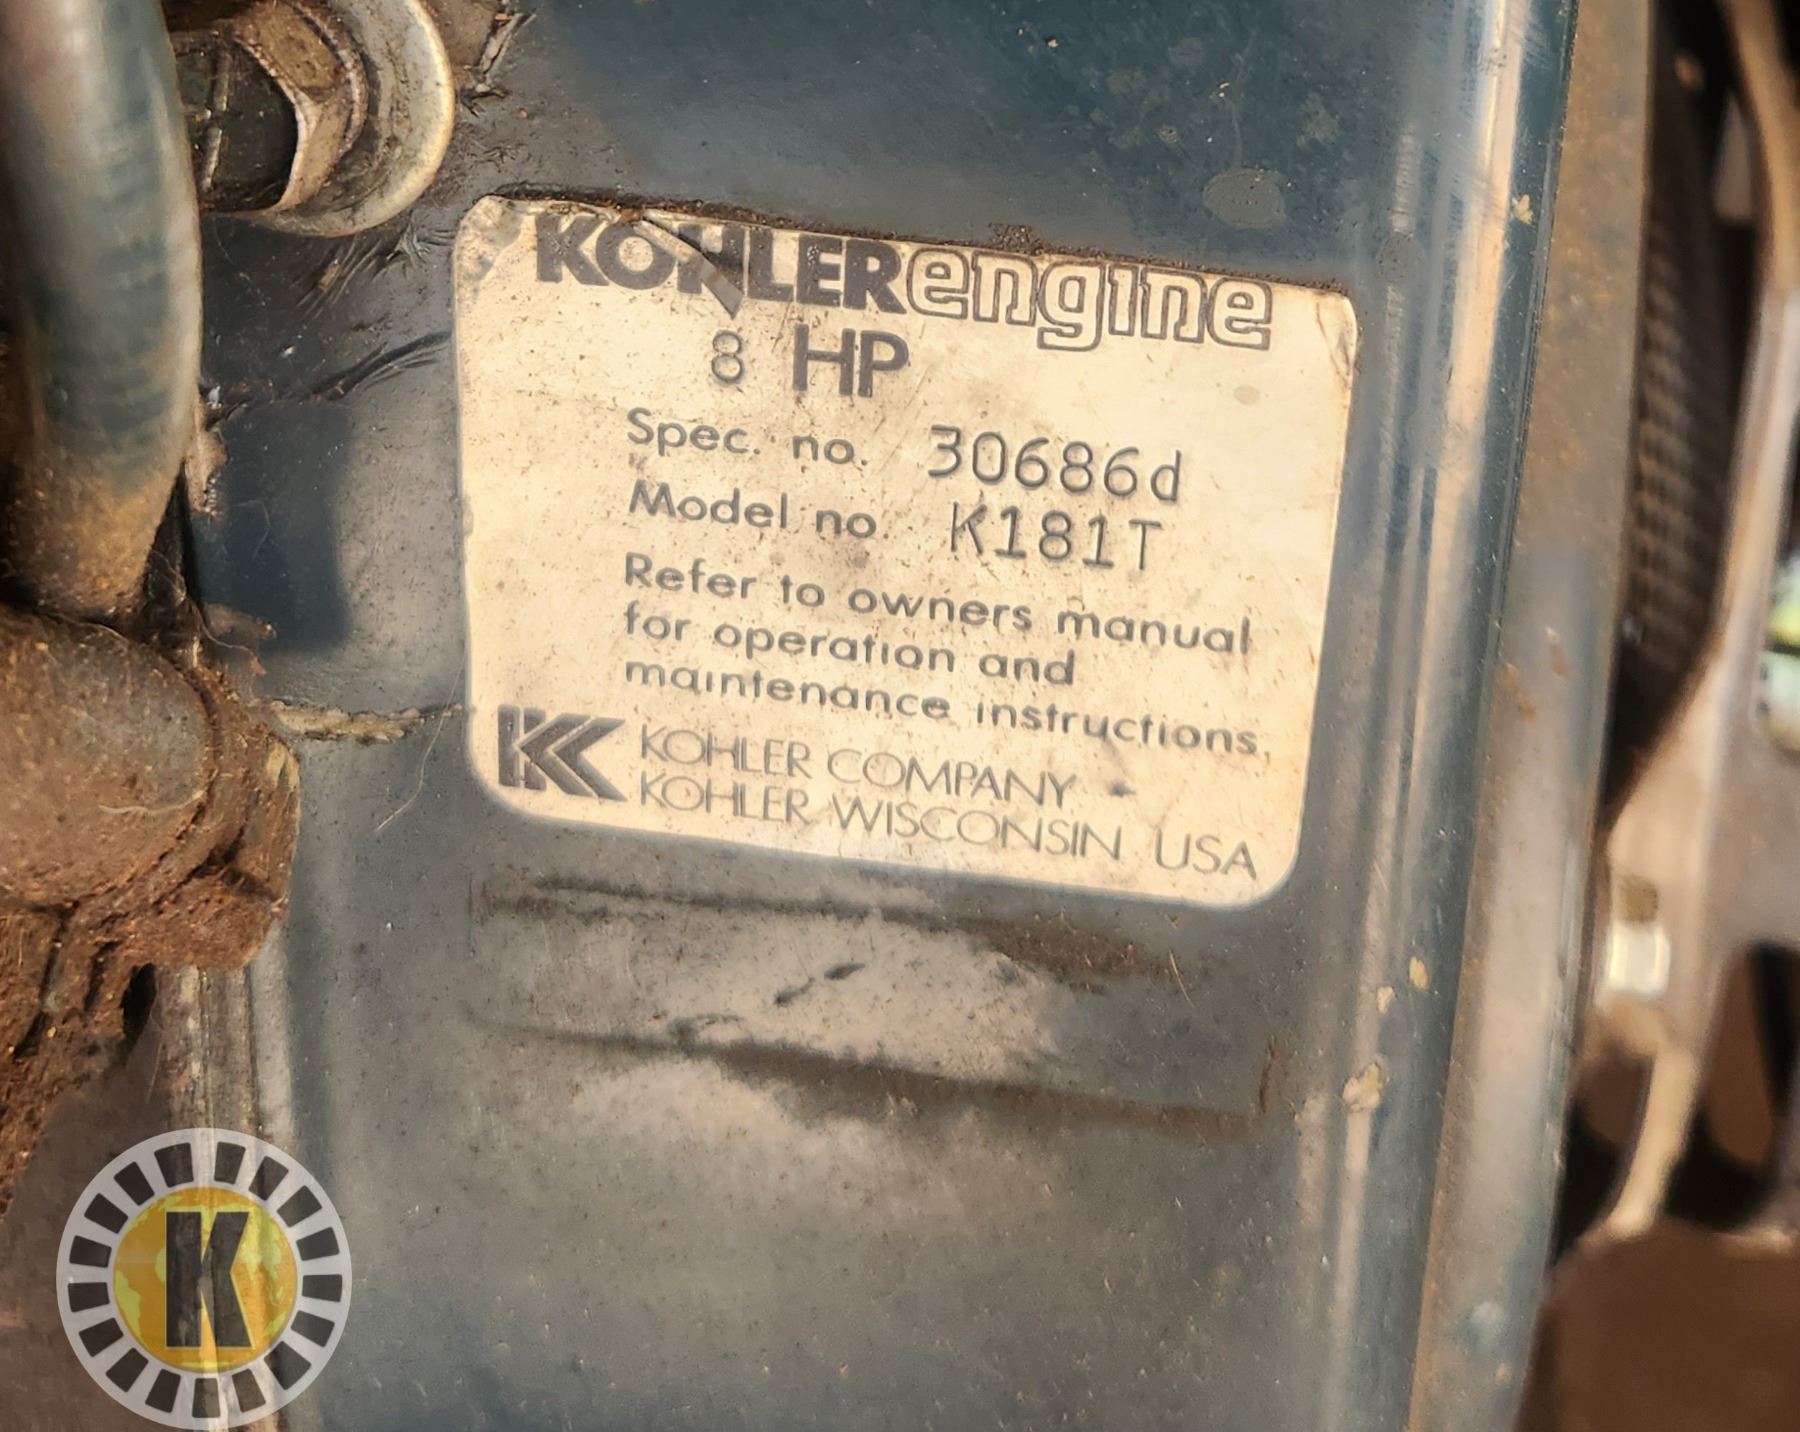 KOHLERengine
8 HP
Spec. no. 30686d
Model no. K181T
Refer to owners manual
for operation and
maintenance instructions.
KOHLER COMPANY
KOHLER WISCONSIN USA
K